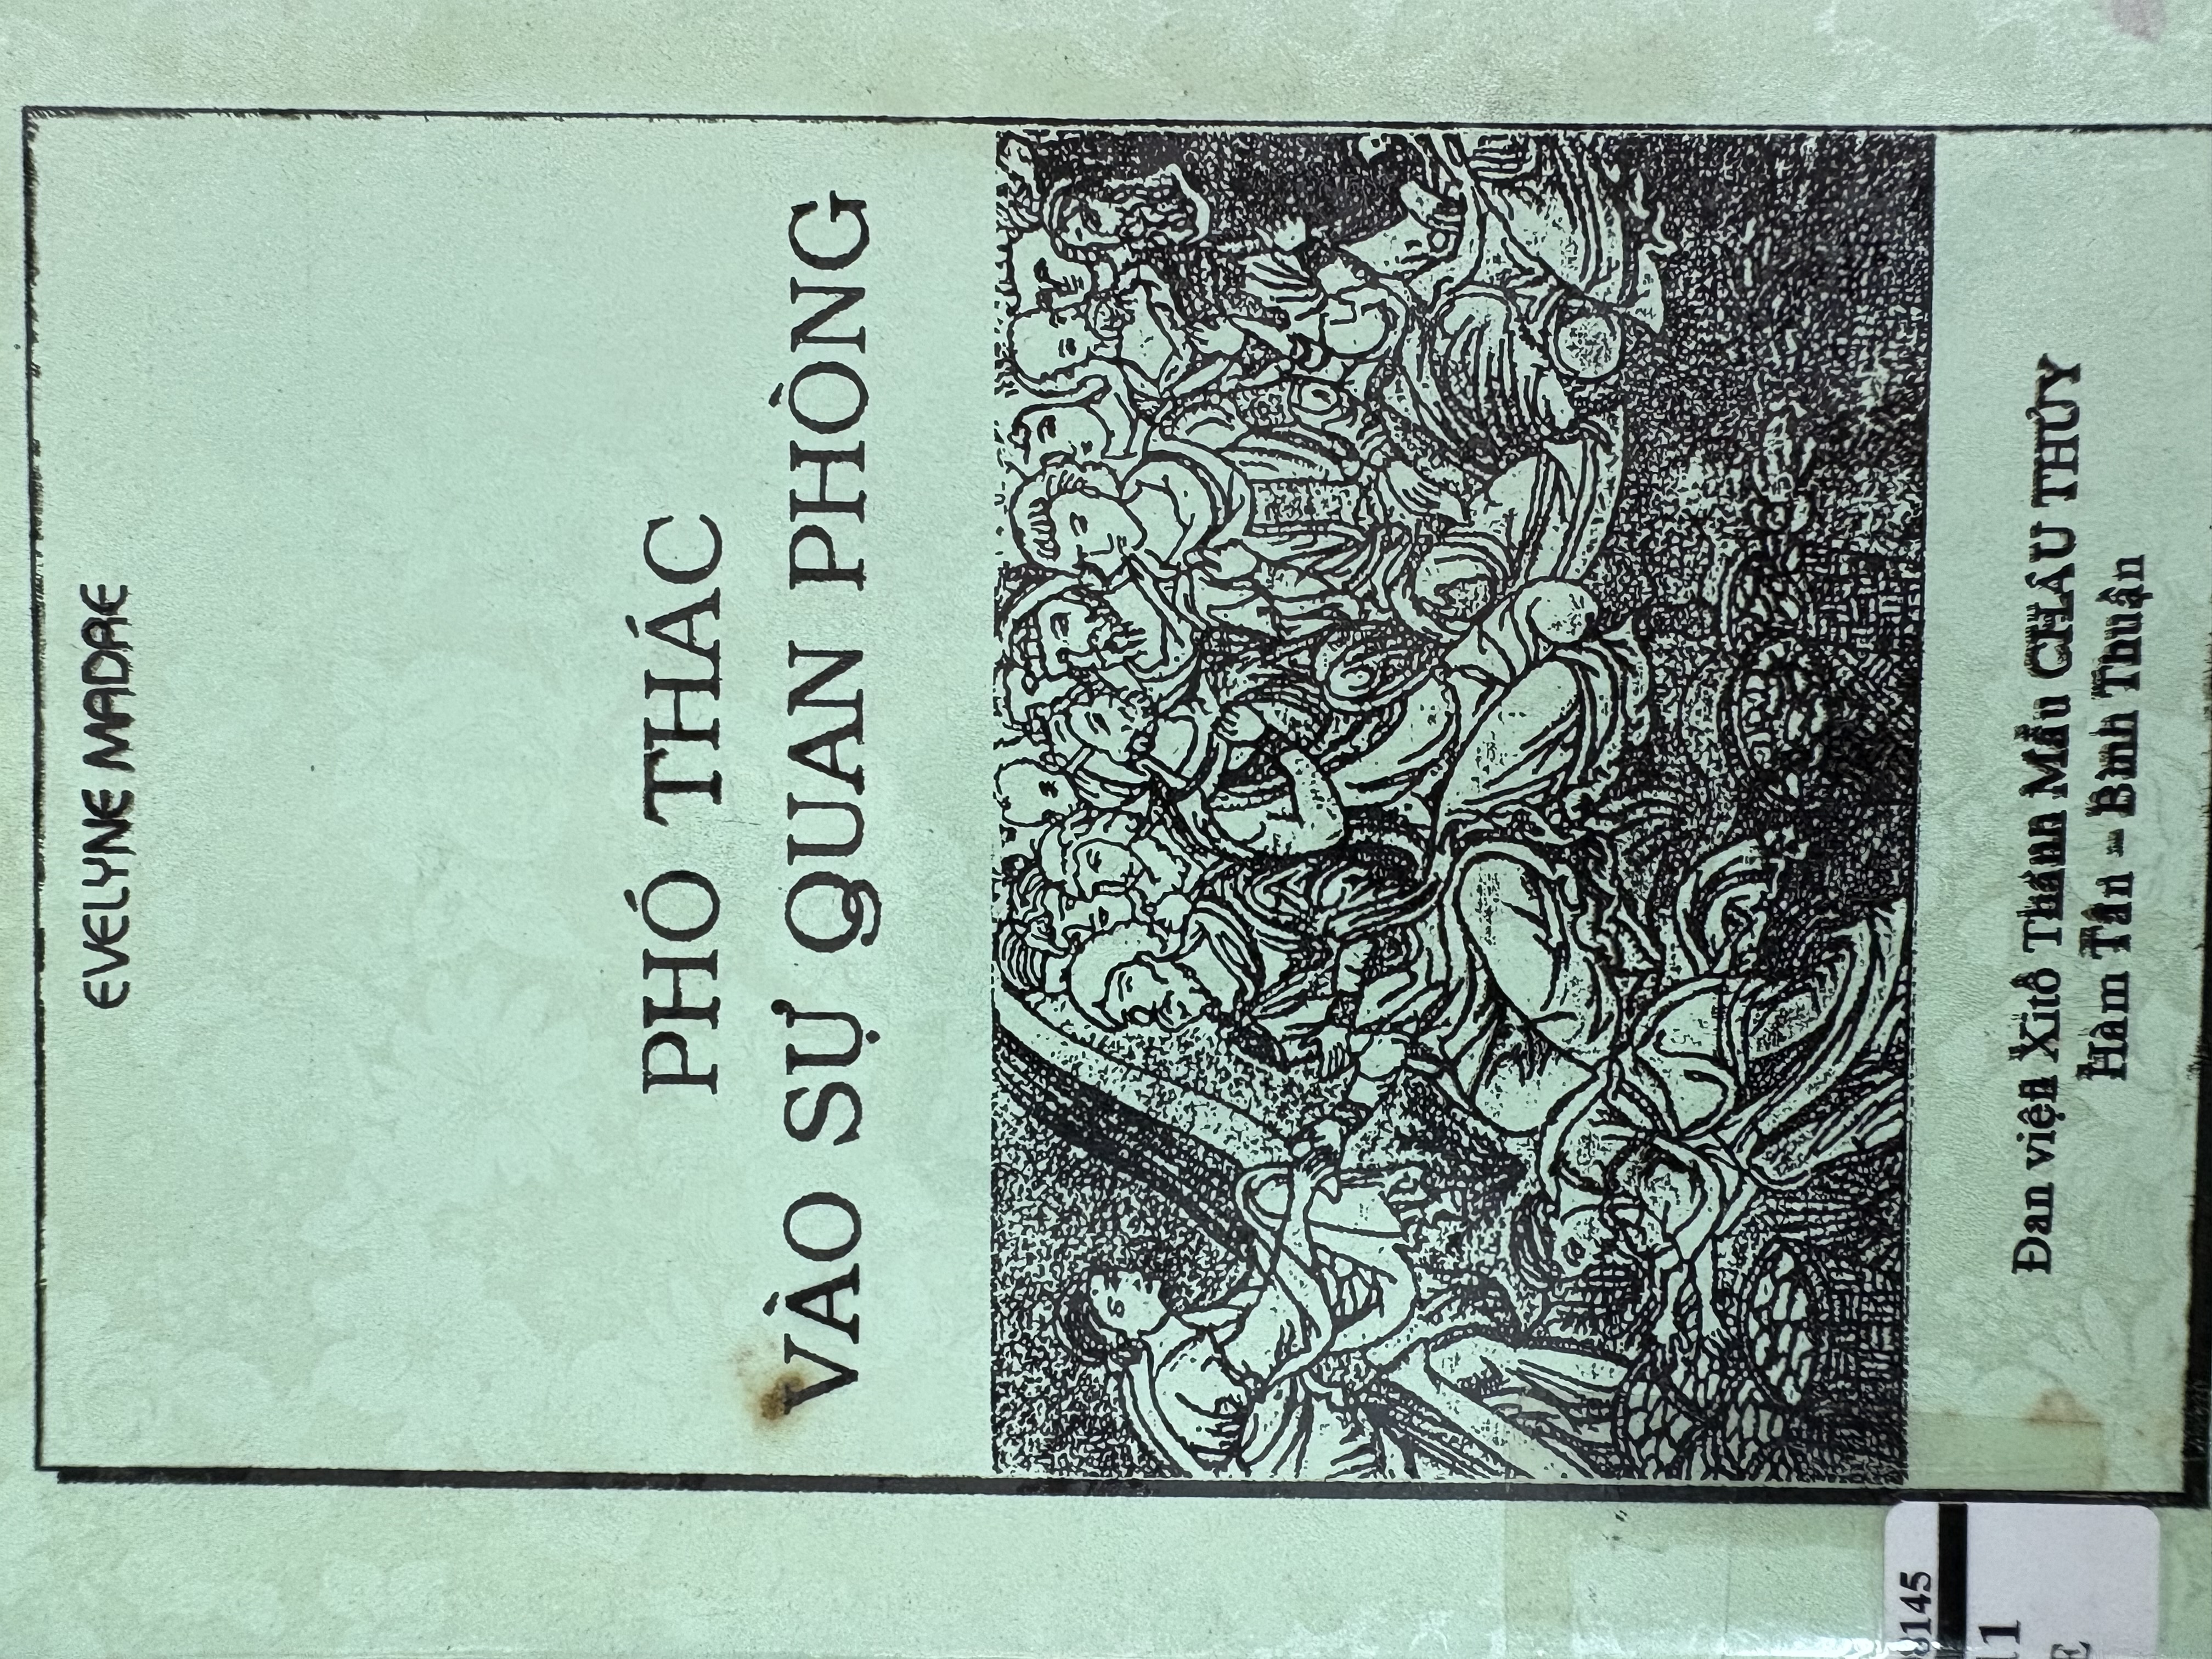 EVELYNE MADRE
PHÓ THÁC
VÀO SỰ QUAN PHÒNG
Đan viện Xitô Thánh Mẫu CHÂU THỦY
Hàm Tân - Bình Thuận
8145